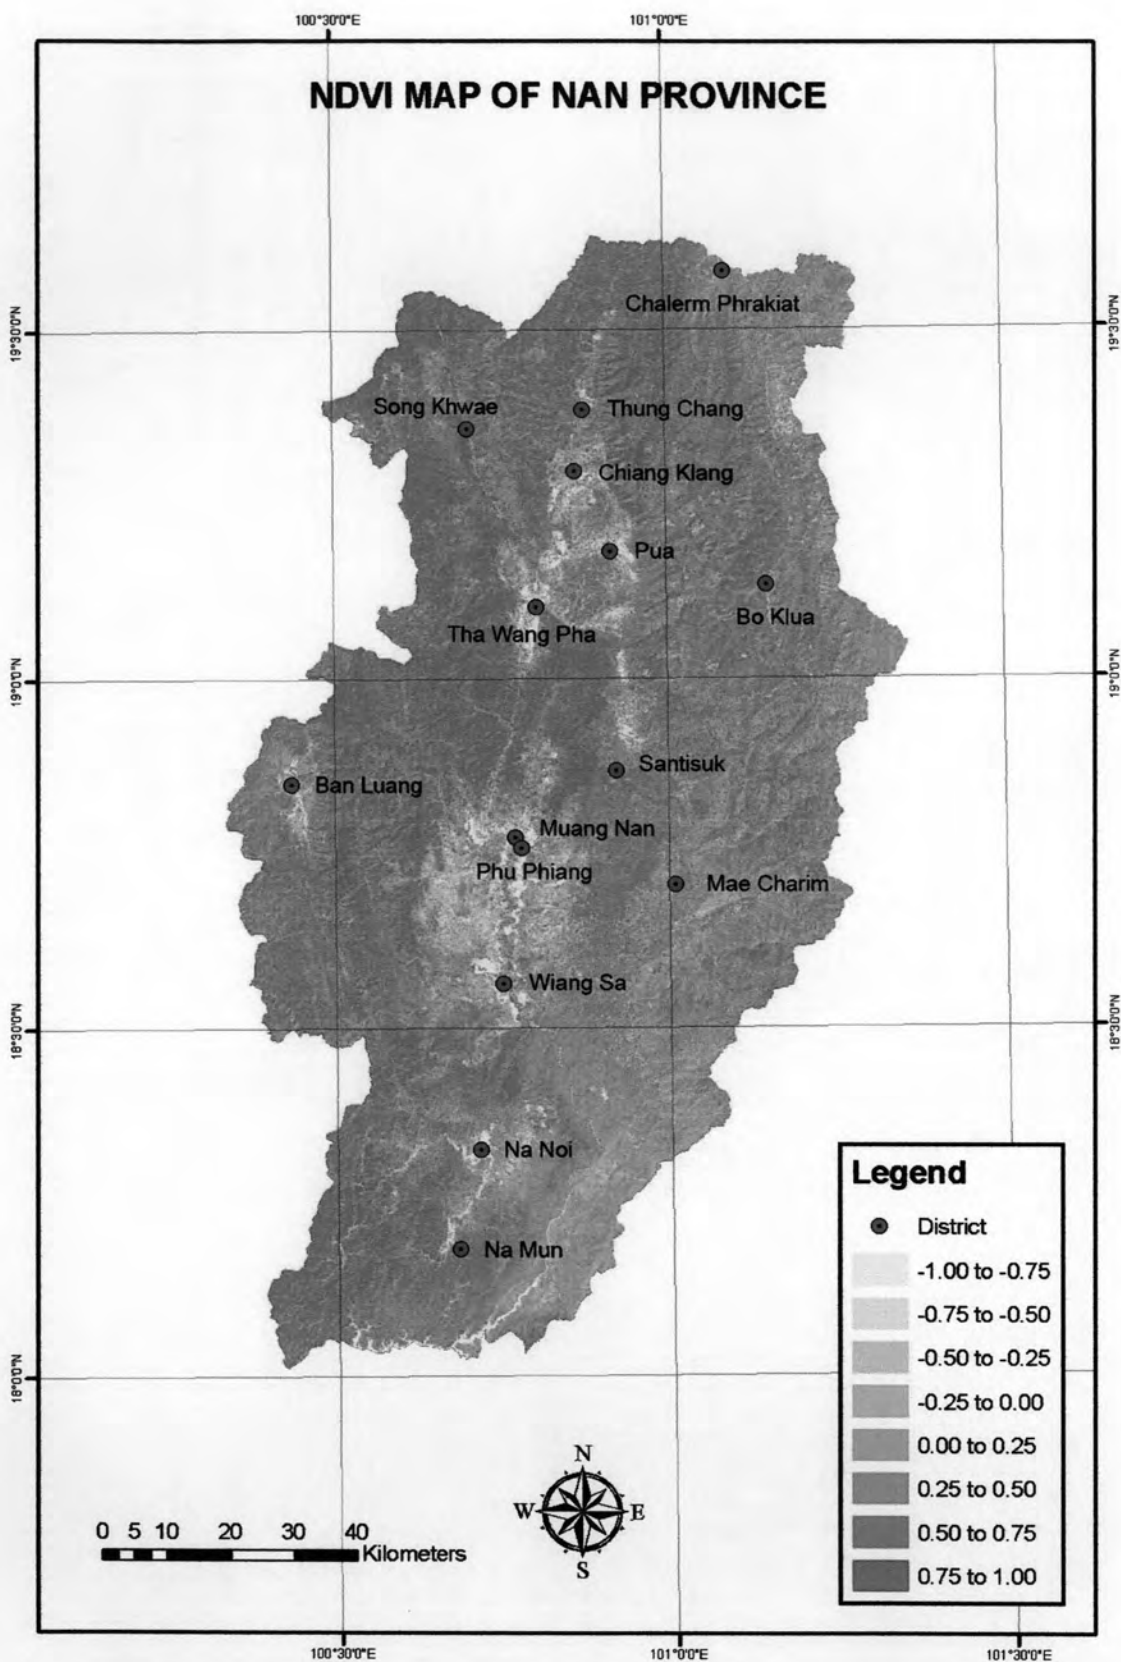 100°30'0"E 101°0'0"E
NDVI MAP OF NAN PROVINCE
Chalerm Phrakiat
19°30'0"N 19°30'0"N
Song Khwae
Thung Chang
Chiang Klang
Pua
Bo Klua
Tha Wang Pha
19°0'0"N 19°0'0"N
Santisuk
Ban Luang
Muang Nan
Phu Phiang
Mae Charim
Wiang Sa
18°30'0"N 18°30'0"N
Na Noi
Na Mun
18°0'0"N
Legend
District
-1.00 to -0.75
-0.75 to -0.50
-0.50 to -0.25
-0.25 to 0.00
0.00 to 0.25
0.25 to 0.50
0.50 to 0.75
0.75 to 1.00
N
W E
S
0 5 10 20 30 40
Kilometers
100°30'0"E 101°0'0"E 101°30'0"E